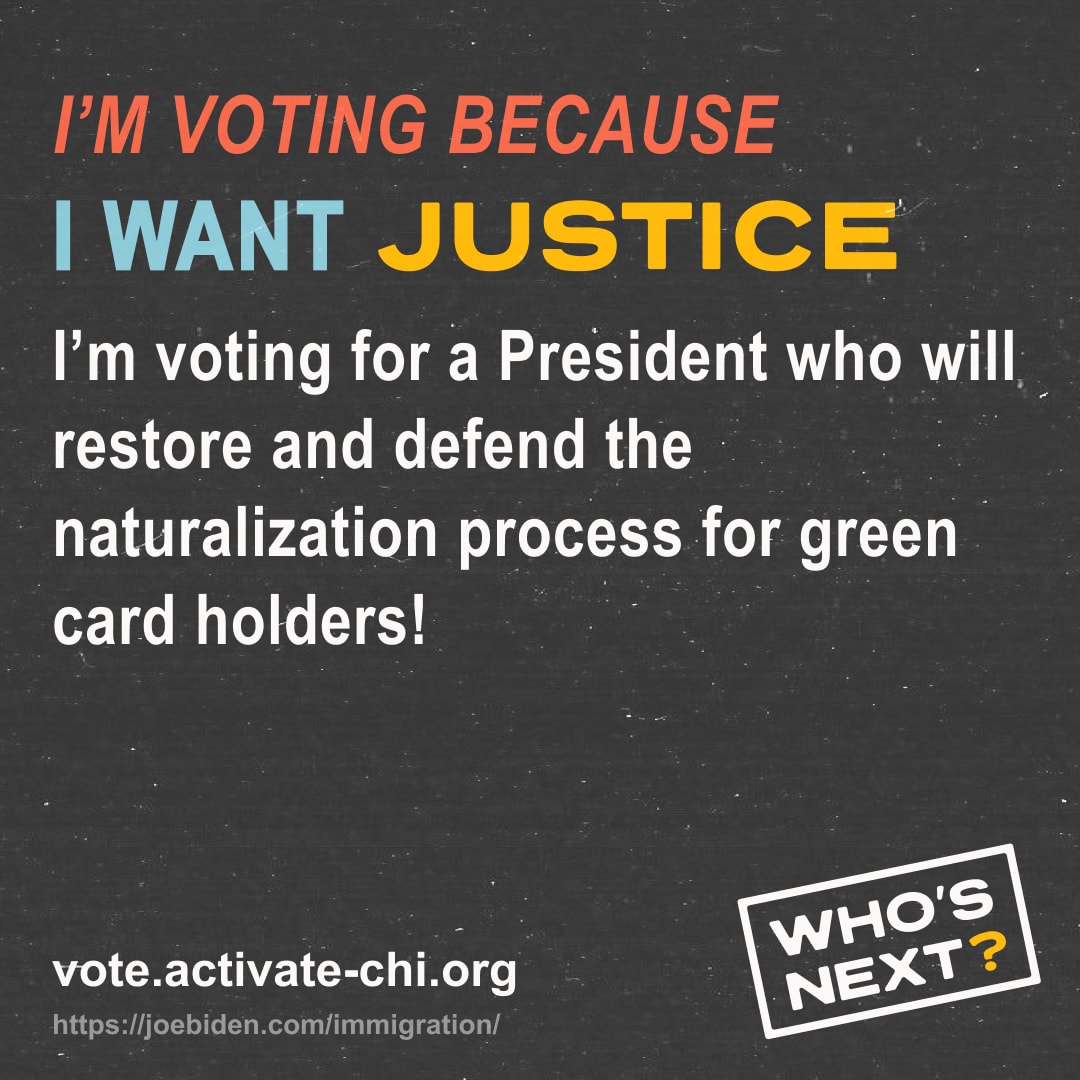 I’M VOTING BECAUSE
I WANT JUSTICE
I’m voting for a President who will
restore and defend the
naturalization process for green
card holders!
WHO’S
NEXT?
vote.activate-chi.org
https://joebiden.com/immigration/